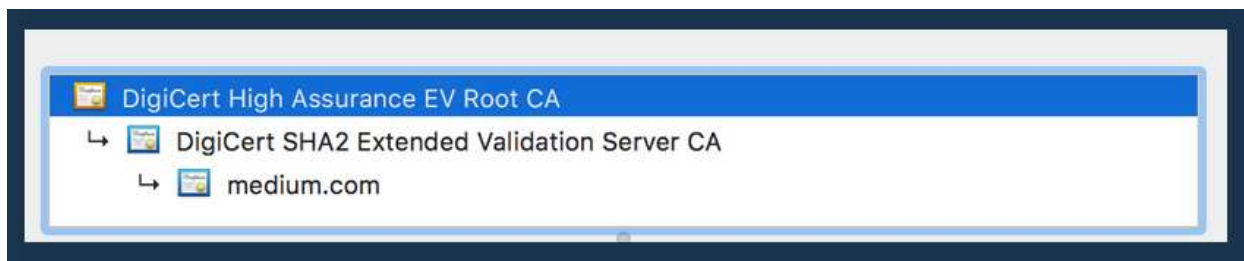 DigiCert High Assurance EV Root CA
DigiCert SHA2 Extended Validation Server CA
medium.com